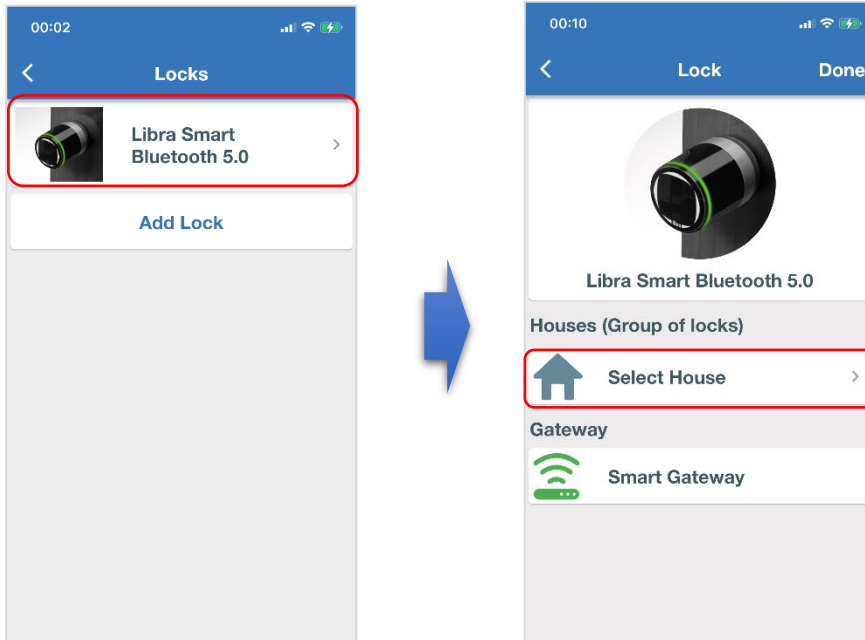 00:02
Locks
Libra Smart
Bluetooth 5.0
Add Lock
00:10
Lock
Done
Libra Smart Bluetooth 5.0
Houses (Group of locks)
Select House
Gateway
Smart Gateway